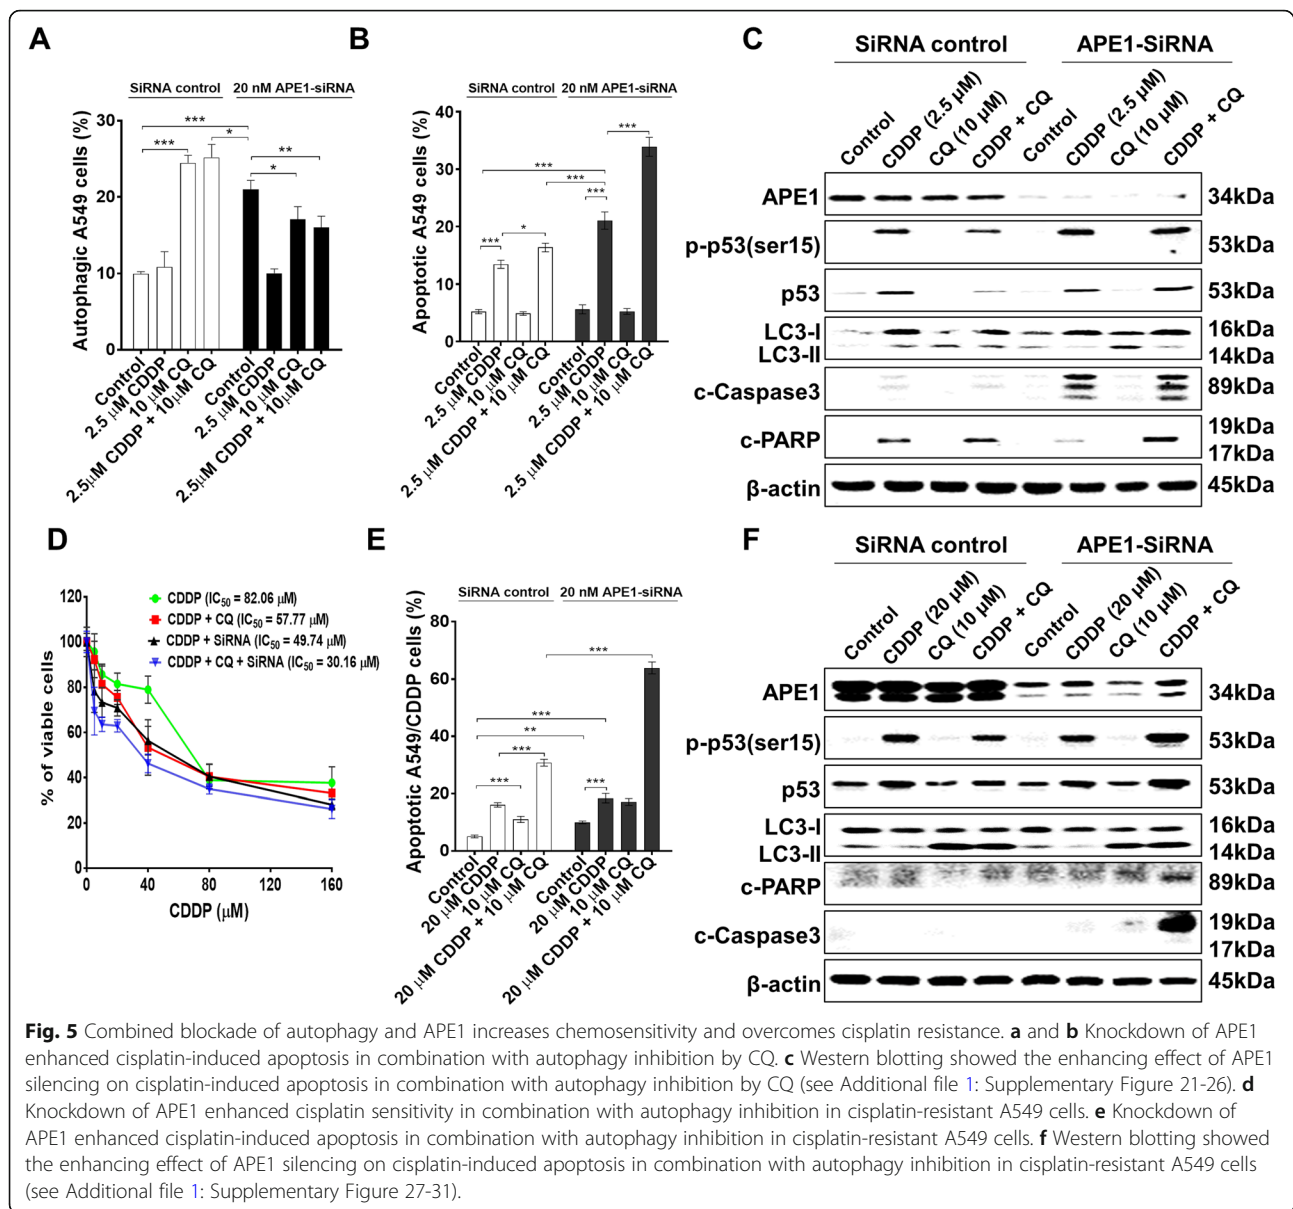 A
SiRNA control
20 nM APE1-siRNA
Autophagic A549 cells (%)
30
20
10
0
***
***
*
**
*
Control
2.5 μM CDDP
10 μM CQ
2.5μM CDDP + 10μM CQ
Control
2.5 μM CDDP
10 μM CQ
2.5μM CDDP + 10μM CQ
B
SiRNA control
20 nM APE1-siRNA
Apoptotic A549 cells (%)
40
30
20
10
0
***
***
***
***
***
*
Control
2.5 μM CDDP
10 μM CQ
2.5 μM CDDP + 10 μM CQ
Control
2.5 μM CDDP
10 μM CQ
2.5 μM CDDP + 10 μM CQ
C
SiRNA control
APE1-SiRNA
Control
CDDP (2.5 μM)
CQ (10 μM)
CDDP + CQ
Control
CDDP (2.5 μM)
CQ (10 μM)
CDDP + CQ
APE1 34kDa
p-p53(ser15) 53kDa
p53 53kDa
LC3-I 16kDa
LC3-II 14kDa
c-Caspase3 89kDa
c-PARP 19kDa
17kDa
β-actin 45kDa
D
% of viable cells
120
100
80
60
40
20
0
CDDP (IC50 = 82.06 μM)
CDDP + CQ (IC50 = 57.77 μM)
CDDP + SiRNA (IC50 = 49.74 μM)
CDDP + CQ + SiRNA (IC50 = 30.16 μM)
0 40 80 120 160
CDDP (μM)
E
SiRNA control
20 nM APE1-siRNA
Apoptotic A549/CDDP cells (%)
80
60
40
20
0
***
***
**
***
***
***
Control
20 μM CDDP
10 μM CQ
20 μM CDDP + 10 μM CQ
Control
20 μM CDDP
10 μM CQ
20 μM CDDP + 10 μM CQ
F
SiRNA control
APE1-SiRNA
Control
CDDP (20 μM)
CQ (10 μM)
CDDP + CQ
Control
CDDP (20 μM)
CQ (10 μM)
CDDP + CQ
APE1 34kDa
p-p53(ser15) 53kDa
p53 53kDa
LC3-I 16kDa
LC3-II 14kDa
c-PARP 89kDa
c-Caspase3 19kDa
17kDa
β-actin 45kDa
Fig. 5 Combined blockade of autophagy and APE1 increases chemosensitivity and overcomes cisplatin resistance. a and b Knockdown of APE1
enhanced cisplatin-induced apoptosis in combination with autophagy inhibition by CQ. c Western blotting showed the enhancing effect of APE1
silencing on cisplatin-induced apoptosis in combination with autophagy inhibition by CQ (see Additional file 1: Supplementary Figure 21-26). d
Knockdown of APE1 enhanced cisplatin sensitivity in combination with autophagy inhibition in cisplatin-resistant A549 cells. e Knockdown of
APE1 enhanced cisplatin-induced apoptosis in combination with autophagy inhibition in cisplatin-resistant A549 cells. f Western blotting showed
the enhancing effect of APE1 silencing on cisplatin-induced apoptosis in combination with autophagy inhibition in cisplatin-resistant A549 cells
(see Additional file 1: Supplementary Figure 27-31).